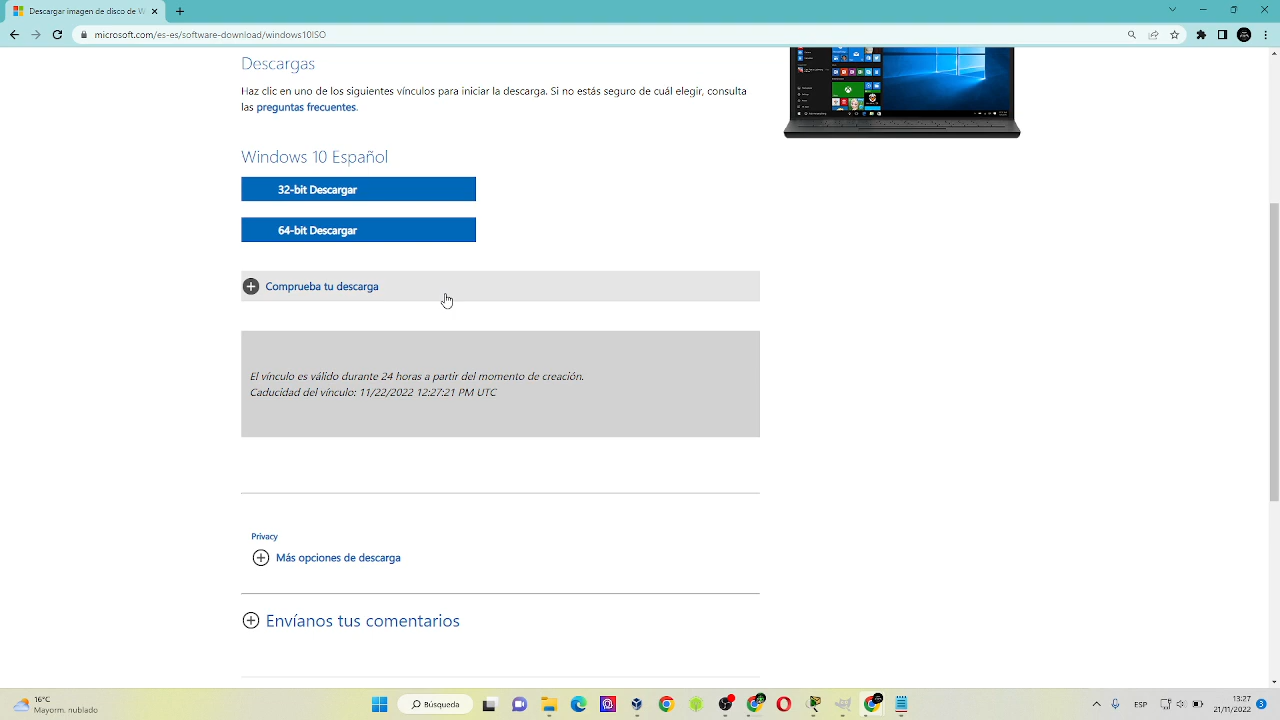 Descargar imagen de disco de W
microsoft.com/es-es/software-download/windows10ISO
Descargas
Haz clic en uno de los siguientes vínculos para iniciar la descarga. Si no estás seguro de cuál elegir, consulta
las preguntas frecuentes.
Windows 10 Español
32-bit Descargar
64-bit Descargar
Comprueba tu descarga
El vínculo es válido durante 24 horas a partir del momento de creación.
Caducidad del vínculo: 11/22/2022 12:27:21 PM UTC
Privacy
Más opciones de descarga
Envíanos tus comentarios
16°C
Mayorm. nublado
Búsqueda
ESP
13:27
21/11/2022
3